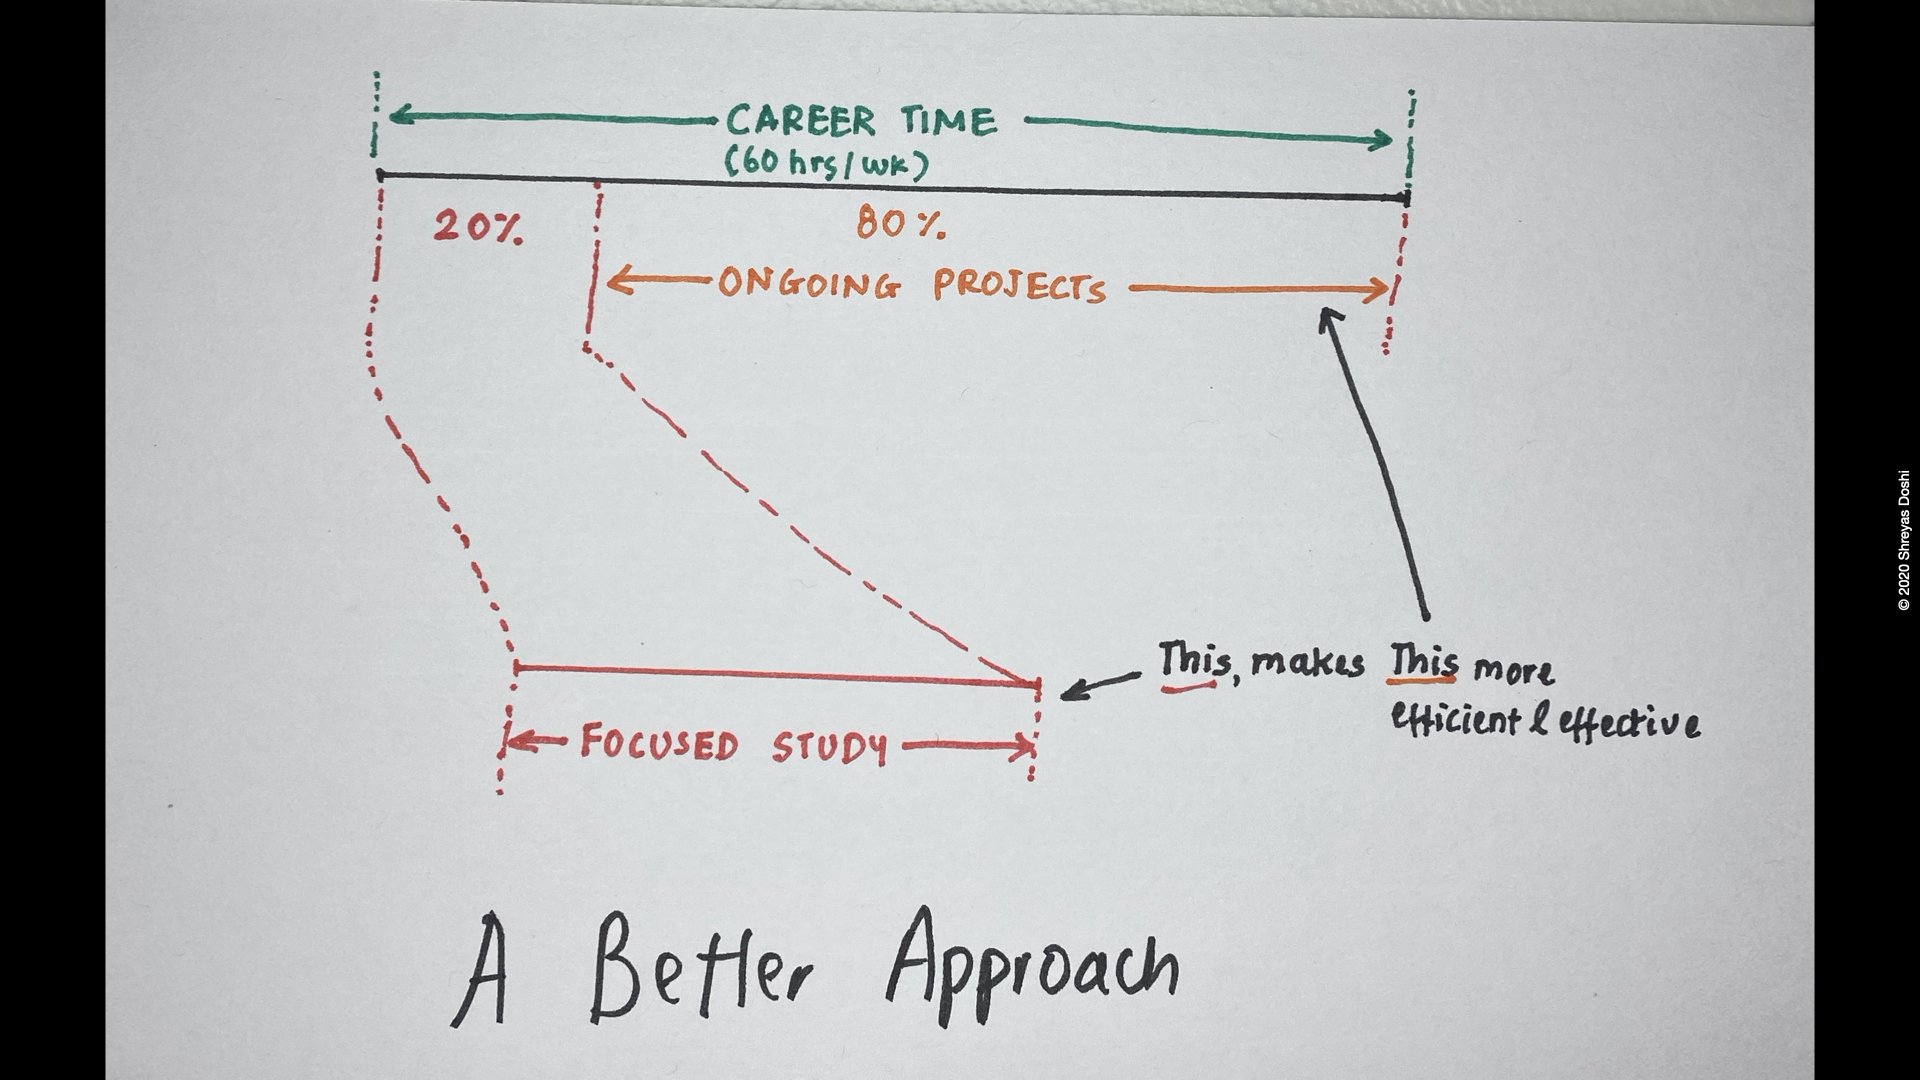 CAREER TIME
(60 hrs/wk)
20%
80%
ONGOING PROJECTS
This, makes This more
efficient & effective
FOCUSED STUDY
A Better Approach
© 2020 Shreyas Doshi